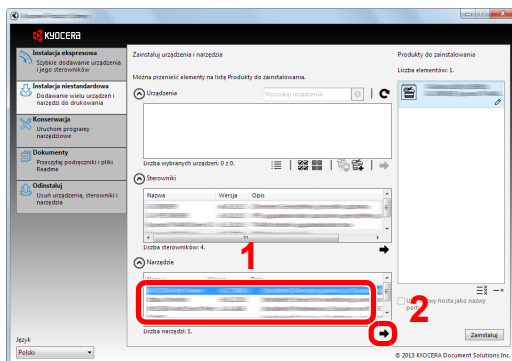 KYOCERA
Instalacja ekspresowa
Szybkie dodawanie urządzenia
i jego sterowników
Instalacja niestandardowa
Dodawanie wielu urządzeń i
narzędzi do drukowania
Konserwacja
Uruchom programy
narzędziowe
Dokumenty
Przeczytaj podręczniki i pliki
Readme
Odinstaluj
Usuń urządzenia, sterowniki i
narzędzia
Język
Polski
Zainstaluj urządzenia i narzędzia
Można przenieść elementy na listę Produkty do zainstalowania.
Urządzenia
Wyszukaj urządzenia
Liczba wybranych urządzeń: 0 z 0.
Sterowniki
Nazwa Wersja Opis
Liczba sterowników: 4.
1
Narzędzie
Liczba narzędzi: 1.
2
Produkty do zainstalowania
Liczba elementów: 1.
hosta jako nazwy
Zainstaluj
© 2013 KYOCERA Document Solutions Inc.